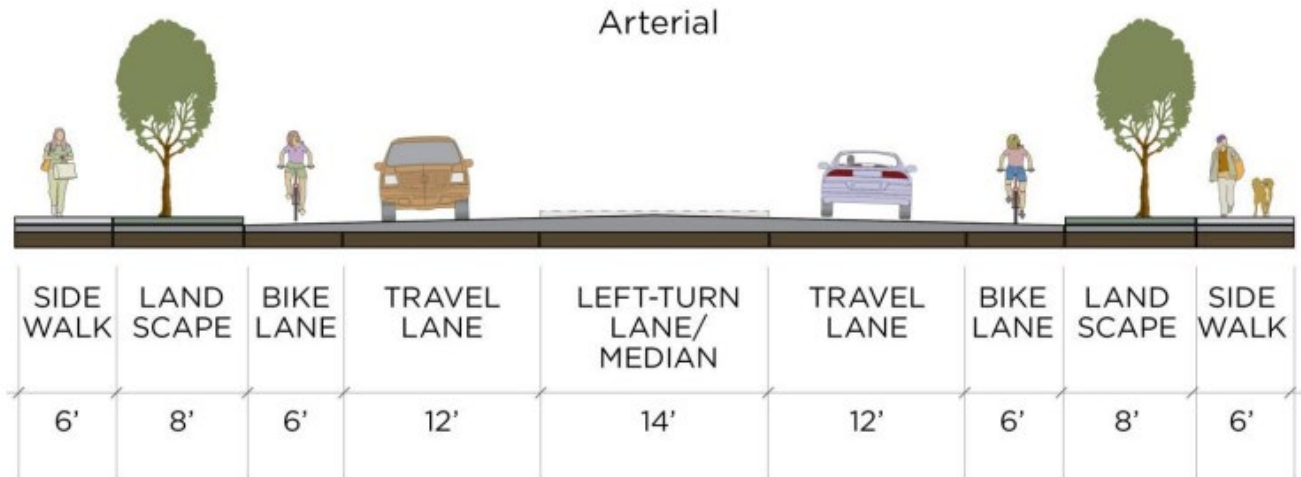 Arterial
SIDE WALK
LAND SCAPE
BIKE LANE
TRAVEL LANE
LEFT-TURN LANE/ MEDIAN
TRAVEL LANE
BIKE LANE
LAND SCAPE
SIDE WALK
6’ 8’ 6’ 12’ 14’ 12’ 6’ 8’ 6’